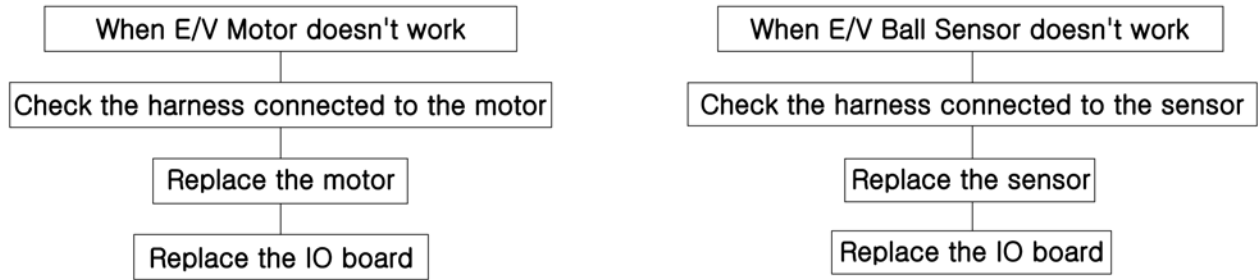 When E/V Motor doesn't work
Check the harness connected to the motor
Replace the motor
Replace the IO board
When E/V Ball Sensor doesn't work
Check the harness connected to the sensor
Replace the sensor
Replace the IO board